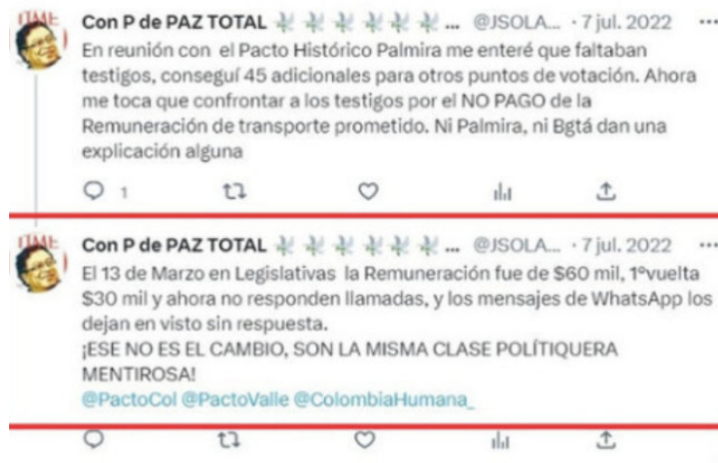 Con P de PAZ TOTAL 🕊 🕊 🕊 🕊 🕊 🕊 ... @JSOLA... · 7 jul. 2022 ...
En reunión con el Pacto Histórico Palmira me enteré que faltaban
testigos, conseguí 45 adicionales para otros puntos de votación. Ahora
me toca que confrontar a los testigos por el NO PAGO de la
Remuneración de transporte prometido. Ni Palmira, ni Bgtá dan una
explicación alguna
1
Con P de PAZ TOTAL 🕊 🕊 🕊 🕊 🕊 🕊 ... @JSOLA... · 7 jul. 2022 ...
El 13 de Marzo en Legislativas la Remuneración fue de $60 mil, 1°vuelta
$30 mil y ahora no responden llamadas, y los mensajes de WhatsApp los
dejan en visto sin respuesta.
¡ESE NO ES EL CAMBIO, SON LA MISMA CLASE POLÍTIQUERA
MENTIROSA!
@PactoCol @PactoValle @ColombiaHumana_